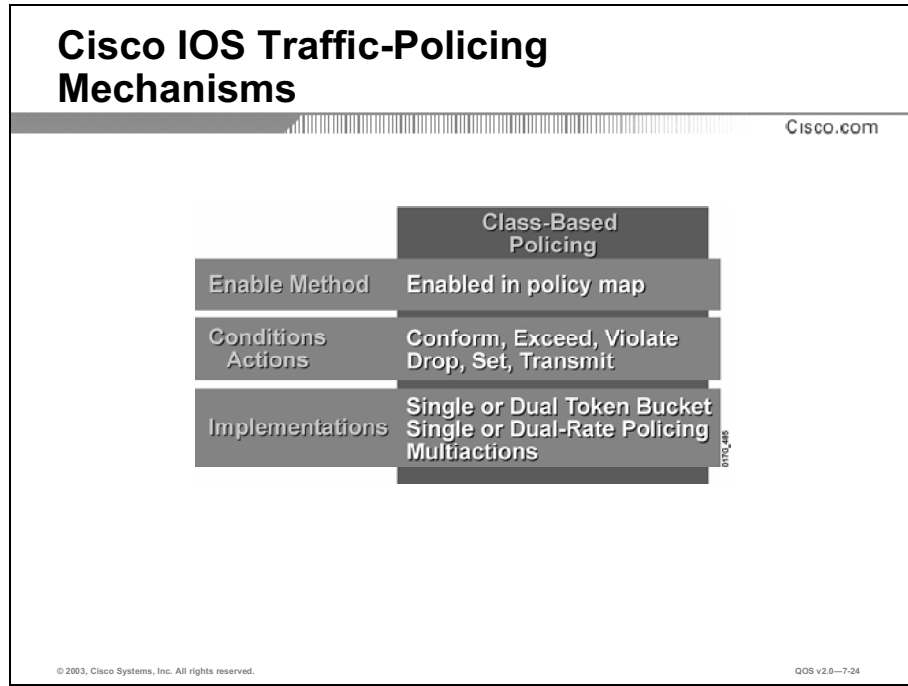 Cisco IOS Traffic-Policing
Mechanisms
Cisco.com
Class-Based
Policing
Enable Method Enabled in policy map
Conditions Conform, Exceed, Violate
Actions Drop, Set, Transmit
Implementations Single or Dual Token Bucket
Single or Dual-Rate Policing
Multiactions
017G_485
© 2003, Cisco Systems, Inc. All rights reserved.
QOS v2.0—7-24